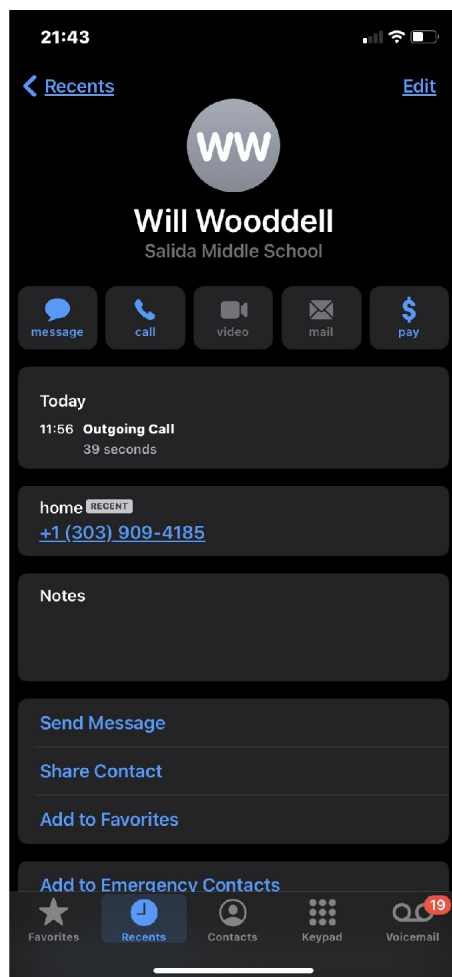 21:43
Recents
Edit
WW
Will Wooddell
Salida Middle School
message
call
video
mail
pay
Today
11:56 Outgoing Call
39 seconds
home RECENT
+1 (303) 909-4185
Notes
Send Message
Share Contact
Add to Favorites
Add to Emergency Contacts
19
Favorites
Recents
Contacts
Keypad
Voicemail